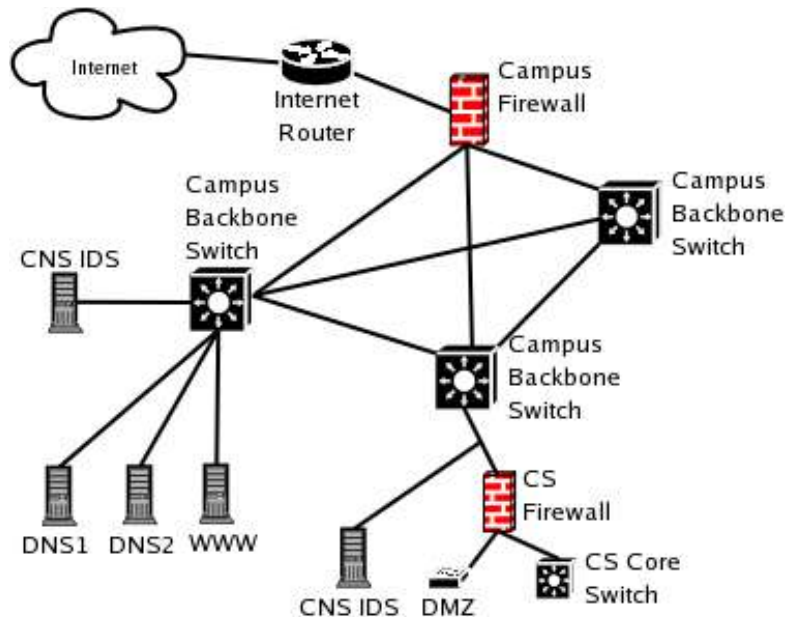 Internet
Internet
Router
Campus
Firewall
Campus
Backbone
Switch
Campus
Backbone
Switch
CNS IDS
Campus
Backbone
Switch
DNS1
DNS2
WWW
CS
Firewall
CNS IDS
DMZ
CS Core
Switch